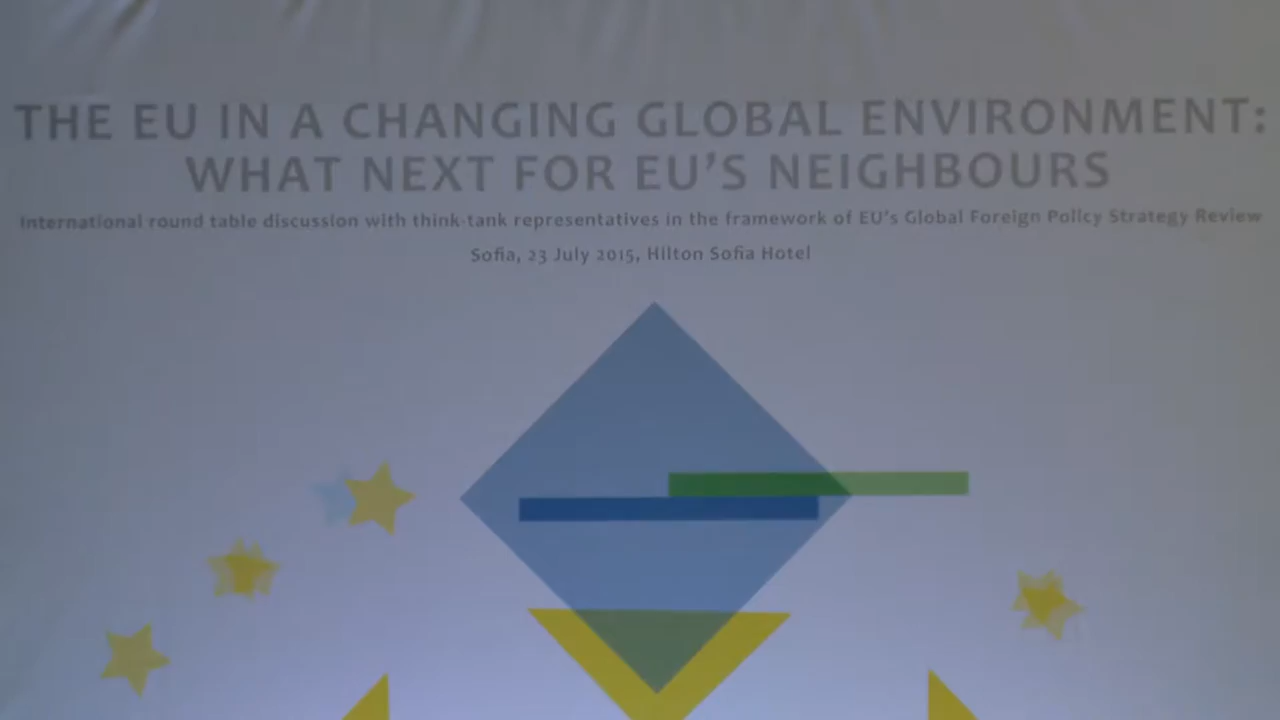 THE EU IN A CHANGING GLOBAL ENVIRONMENT:
WHAT NEXT FOR EU'S NEIGHBOURS
International round table discussion with think-tank representatives in the framework of EU's Global Foreign Policy Strategy Review
Sofia, 23 July 2015, Hilton Sofia Hotel